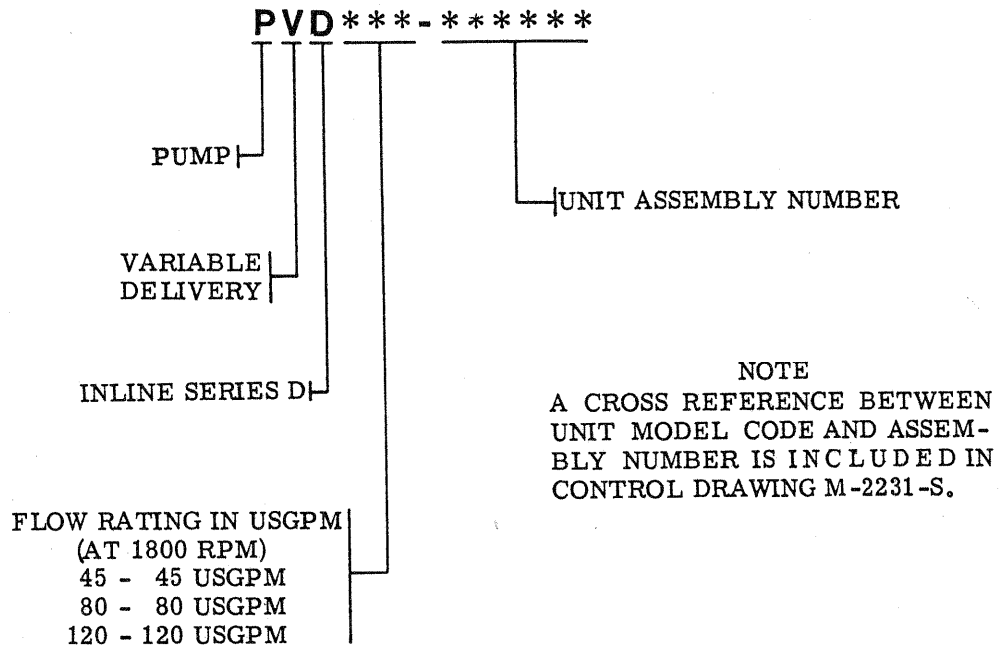 PVD***-******
PUMP
UNIT ASSEMBLY NUMBER
VARIABLE
DELIVERY
INLINE SERIES D
NOTE
A CROSS REFERENCE BETWEEN
UNIT MODEL CODE AND ASSEM-
BLY NUMBER IS INCLUDED IN
CONTROL DRAWING M-2231-S.
FLOW RATING IN USGPM
(AT 1800 RPM)
45 - 45 USGPM
80 - 80 USGPM
120 - 120 USGPM